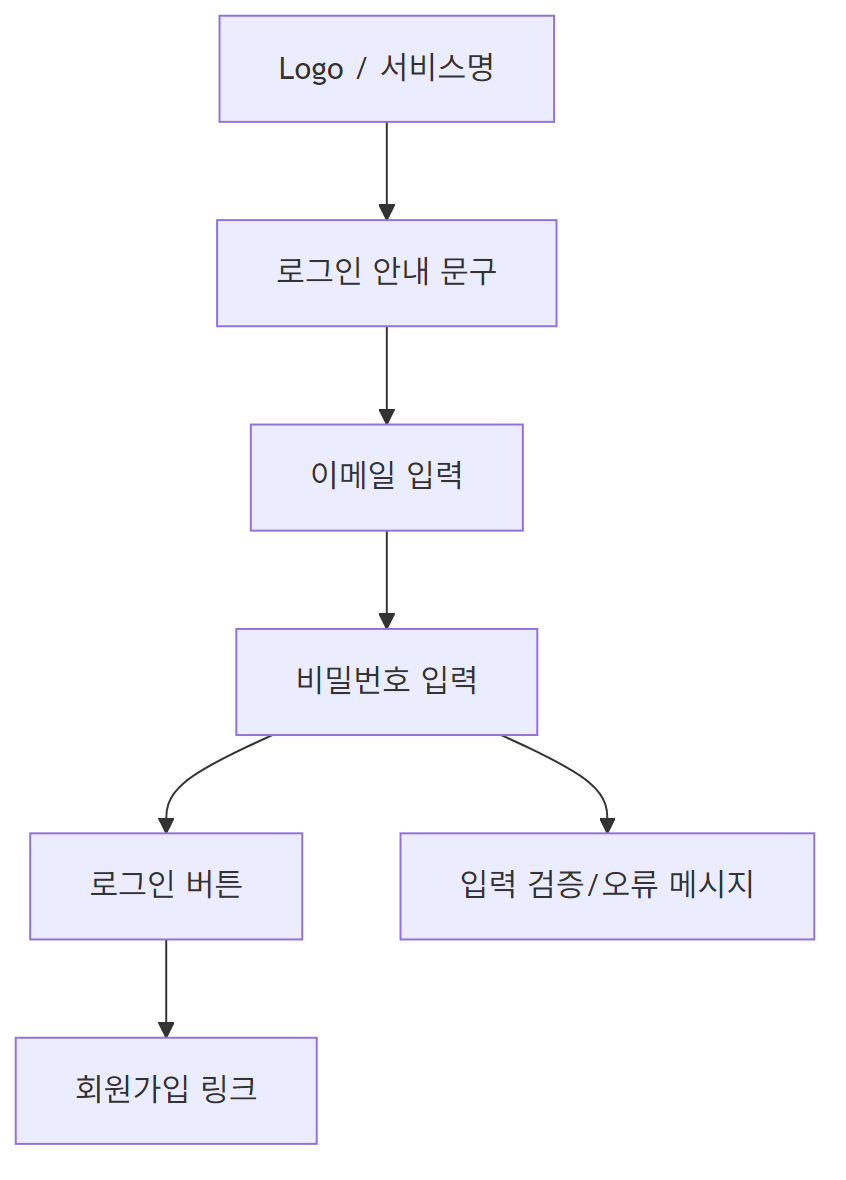 Logo / 서비스명
로그인 안내 문구
이메일 입력
비밀번호 입력
로그인 버튼
입력 검증/오류 메시지
회원가입 링크